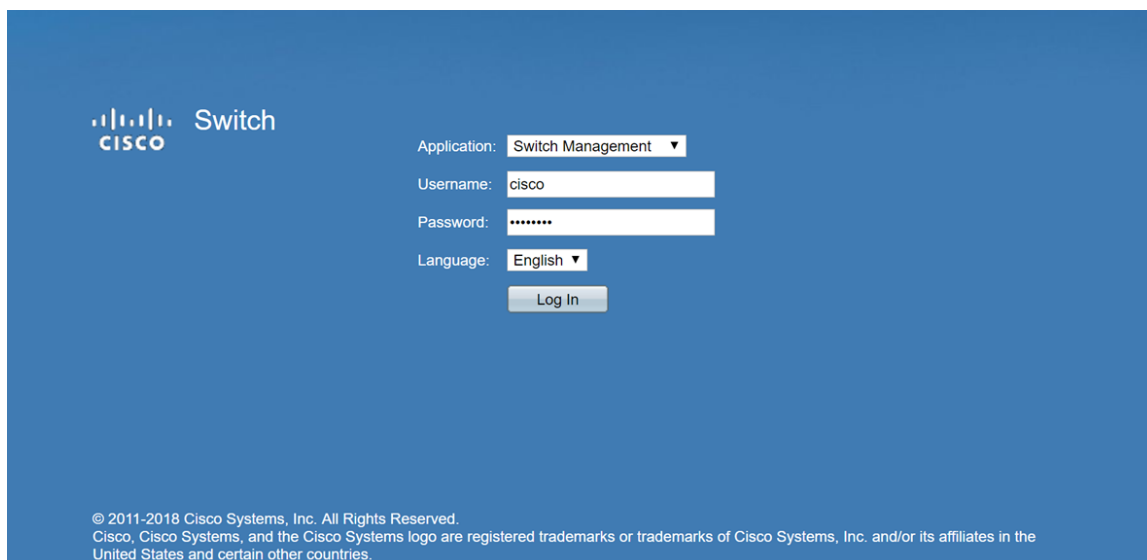 CISCO
Switch
Application: Switch Management
Username: cisco
Password: ••••••••
Language: English
Log In
© 2011-2018 Cisco Systems, Inc. All Rights Reserved.
Cisco, Cisco Systems, and the Cisco Systems logo are registered trademarks or trademarks of Cisco Systems, Inc. and/or its affiliates in the
United States and certain other countries.